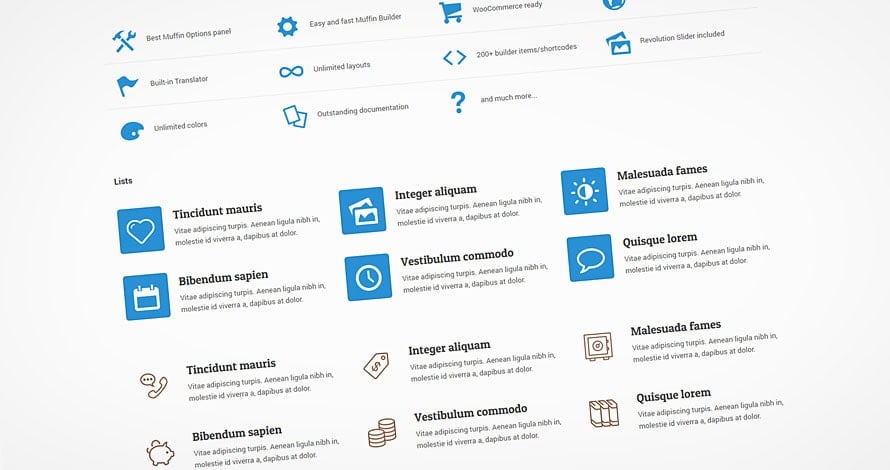 Best Muffin Options panel
Easy and fast Muffin Builder
WooCommerce ready
Built-in Translator
Unlimited layouts
200+ builder items/shortcodes
Revolution Slider included
Unlimited colors
Outstanding documentation
and much more...
Lists
Tincidunt mauris
Vitae adipiscing turpis. Aenean ligula nibh in,
molestie id viverra a, dapibus at dolor.
Integer aliquam
Vitae adipiscing turpis. Aenean ligula nibh in,
molestie id viverra a, dapibus at dolor.
Malesuada fames
Vitae adipiscing turpis. Aenean ligula nibh in,
molestie id viverra a, dapibus at dolor.
Bibendum sapien
Vitae adipiscing turpis. Aenean ligula nibh in,
molestie id viverra a, dapibus at dolor.
Vestibulum commodo
Vitae adipiscing turpis. Aenean ligula nibh in,
molestie id viverra a, dapibus at dolor.
Quisque lorem
Vitae adipiscing turpis. Aenean ligula nibh in,
molestie id viverra a, dapibus at dolor.
Tincidunt mauris
Vitae adipiscing turpis. Aenean ligula nibh in,
molestie id viverra a, dapibus at dolor.
Integer aliquam
Vitae adipiscing turpis. Aenean ligula nibh in,
molestie id viverra a, dapibus at dolor.
Malesuada fames
Vitae adipiscing turpis. Aenean ligula nibh in,
molestie id viverra a, dapibus at dolor.
Bibendum sapien
Vitae adipiscing turpis. Aenean ligula nibh in,
molestie id viverra a, dapibus at dolor.
Vestibulum commodo
Vitae adipiscing turpis. Aenean ligula nibh in,
molestie id viverra a, dapibus at dolor.
Quisque lorem
Vitae adipiscing turpis. Aenean ligula nibh in,
molestie id viverra a, dapibus at dolor.